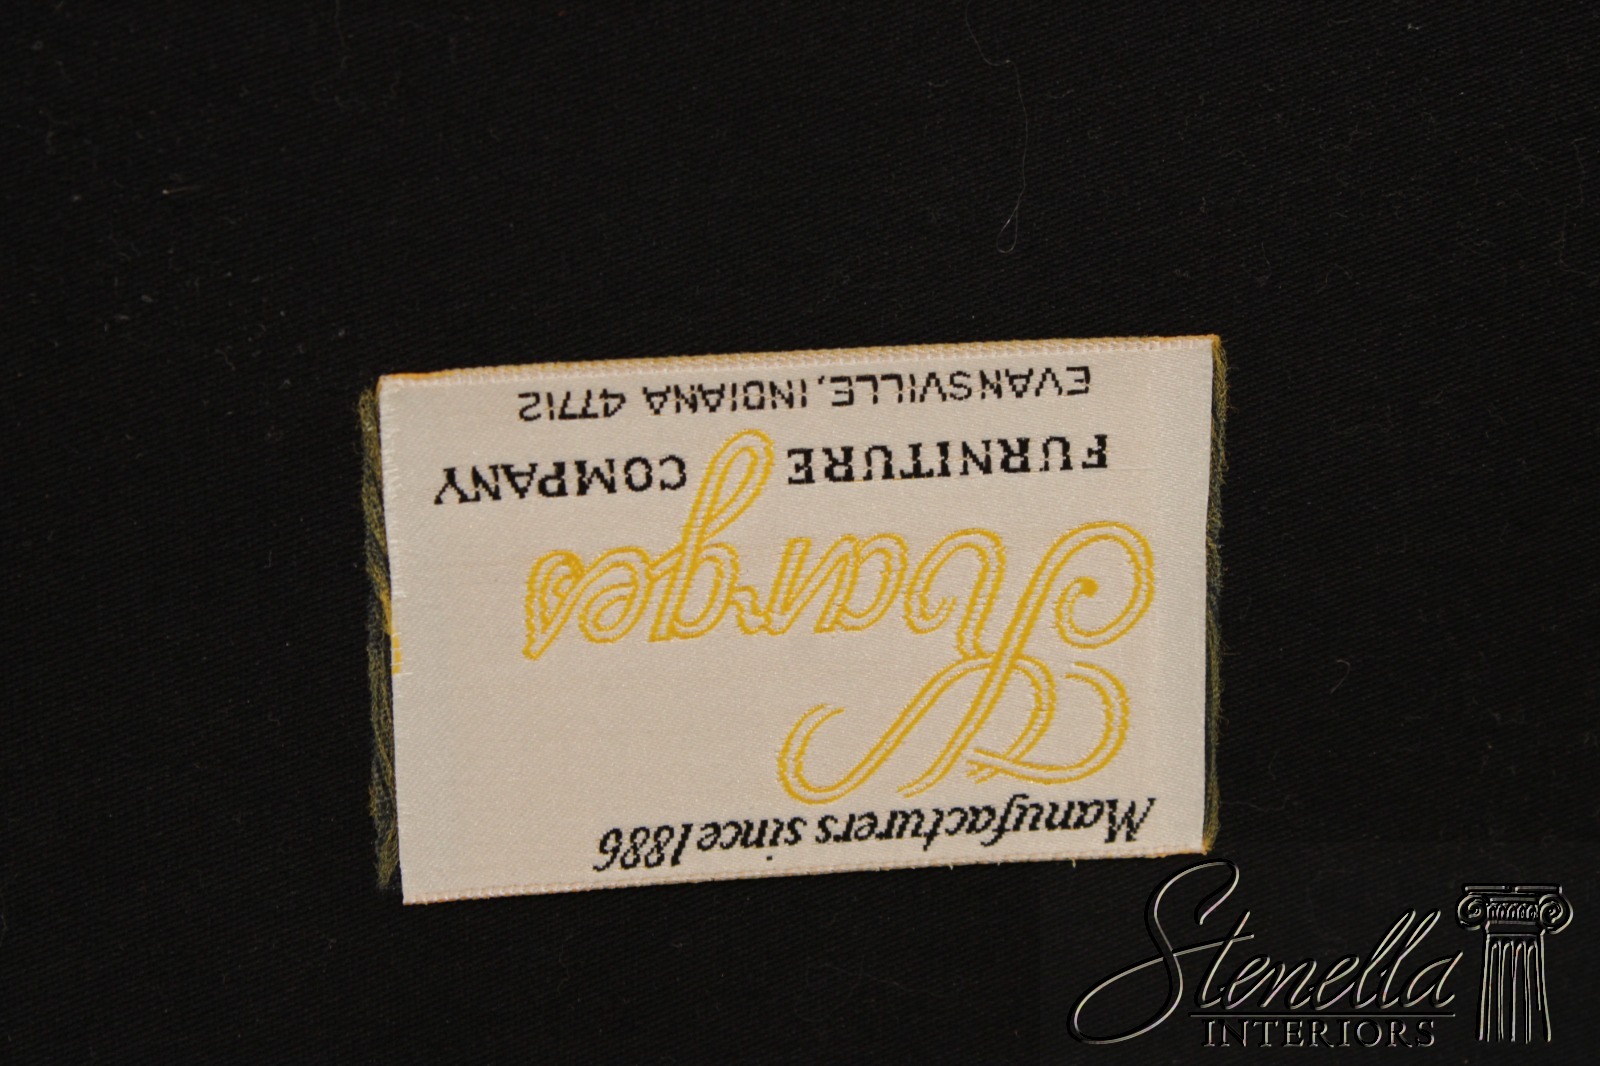 Manufacturers since 1886
Karges
FURNITURE COMPANY
EVANSVILLE, INDIANA 47712
Stenella
INTERIORS